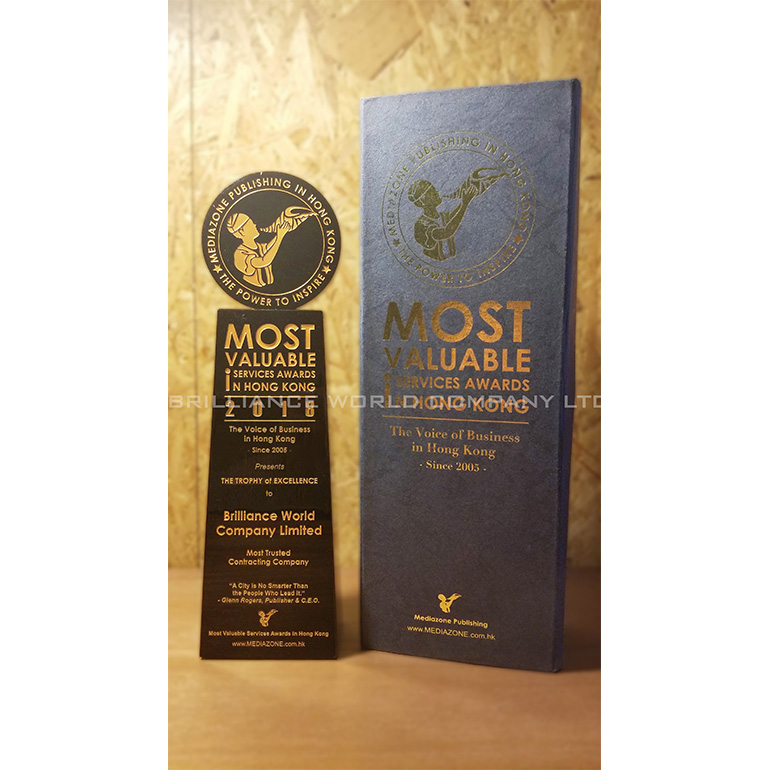 MEDIAZONE PUBLISHING IN HONG KONG
★ THE POWER TO INSPIRE ★
MOST
VALUABLE
SERVICES AWARDS
iN HONG KONG
2016
The Voice of Business
in Hong Kong
- Since 2005 -
Presents
THE TROPHY of EXCELLENCE
to
Brilliance World
Company Limited
Most Trusted
Contracting Company
"A City is No Smarter Than
the People Who Lead it."
- Glenn Rogers, Publisher & C.E.O.
Most Valuable Services Awards in Hong Kong
www.MEDIAZONE.com.hk
MEDIAZONE PUBLISHING IN HONG KONG
★ THE POWER TO INSPIRE ★
MOST
VALUABLE
SERVICES AWARDS
iN HONG KONG
The Voice of Business
in Hong Kong
- Since 2005 -
Mediazone Publishing
www.MEDIAZONE.com.hk
BRILLIANCE WORLD COMPANY LTD